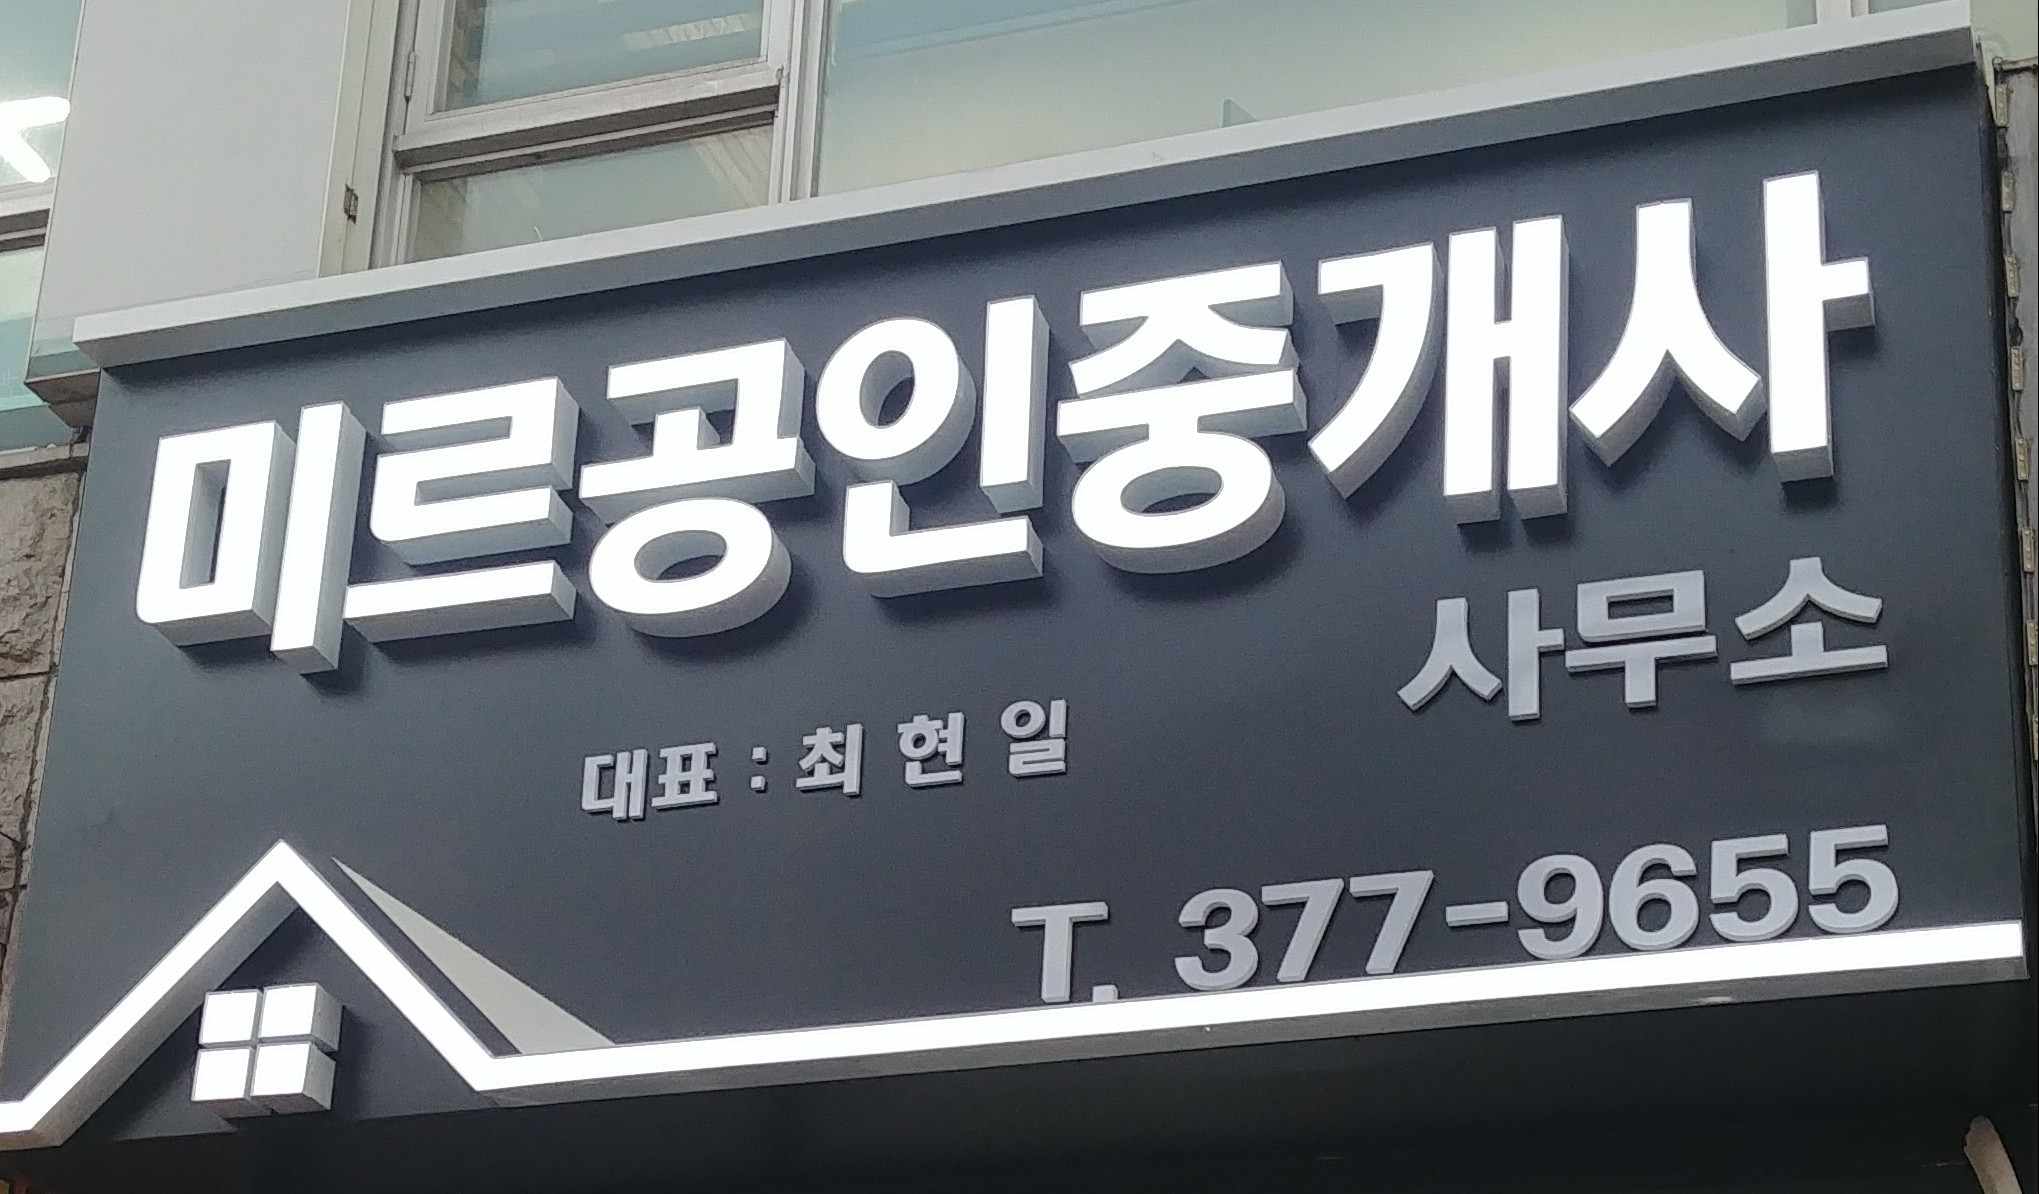 미르공인중개사
사무소
대표 : 최현일
T. 377-9655